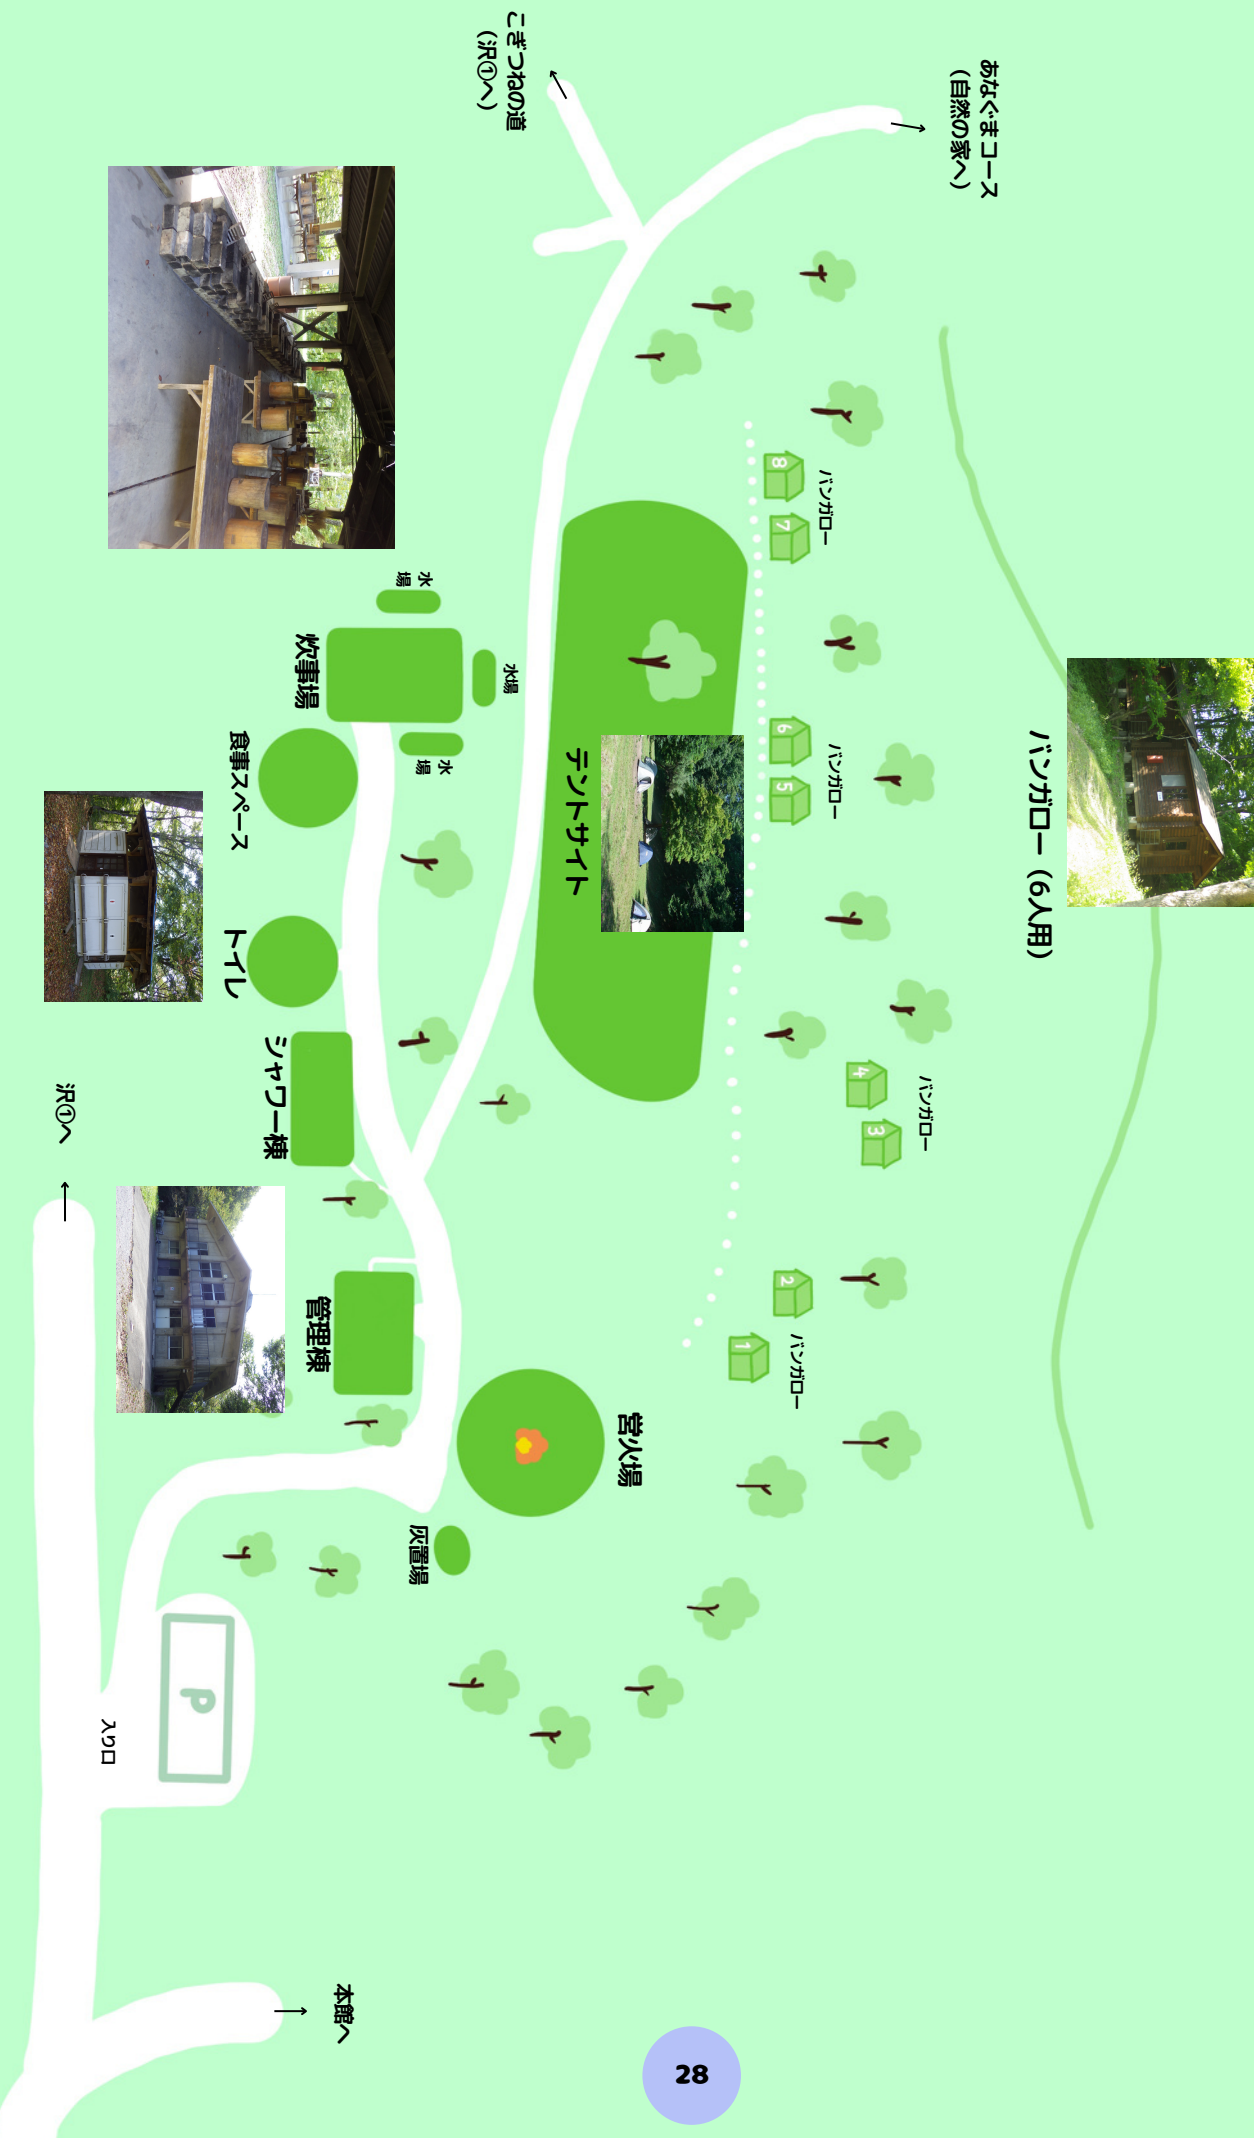 あなぐまコース
(自然の家へ)
こぎつねの道
(沢①へ)
バンガロー（6人用）
バンガロー
8
7
バンガロー
6
5
バンガロー
4
3
バンガロー
2
1
テントサイト
水場
水場
水場
炊事場
食事スペース
トイレ
シャワー棟
管理棟
営火場
灰置場
沢①へ
P
入り口
本館へ
28